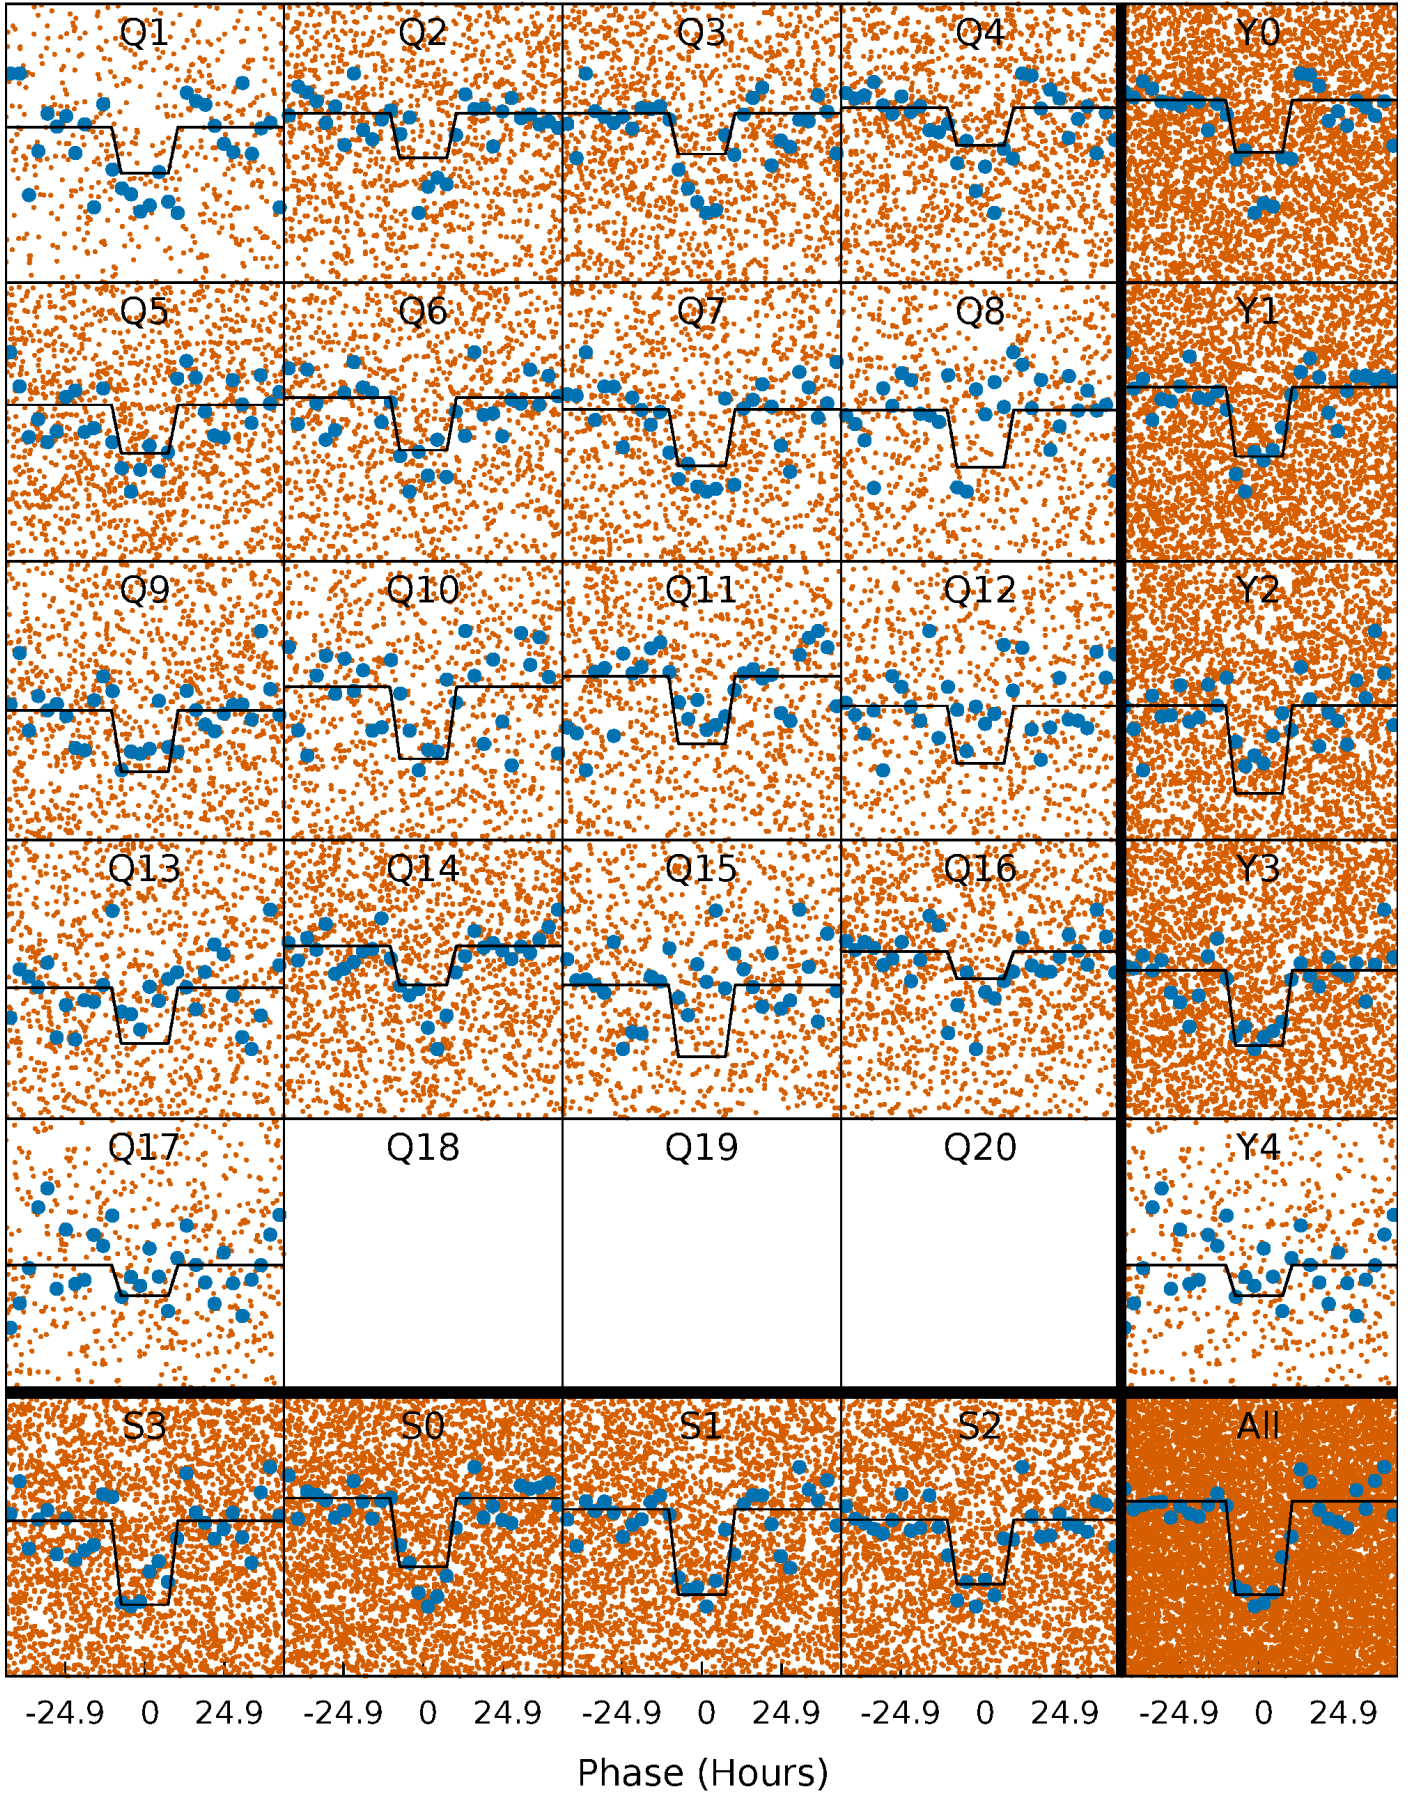 Q1 Q2 Q3 Q4 Y0
Q5 Q6 Q7 Q8 Y1
Q9 Q10 Q11 Q12 Y2
Q13 Q14 Q15 Q16 Y3
Q17 Q18 Q19 Q20 Y4
S3 S0 S1 S2 All
-24.9 0 24.9 -24.9 0 24.9 -24.9 0 24.9 -24.9 0 24.9 -24.9 0 24.9
Phase (Hours)